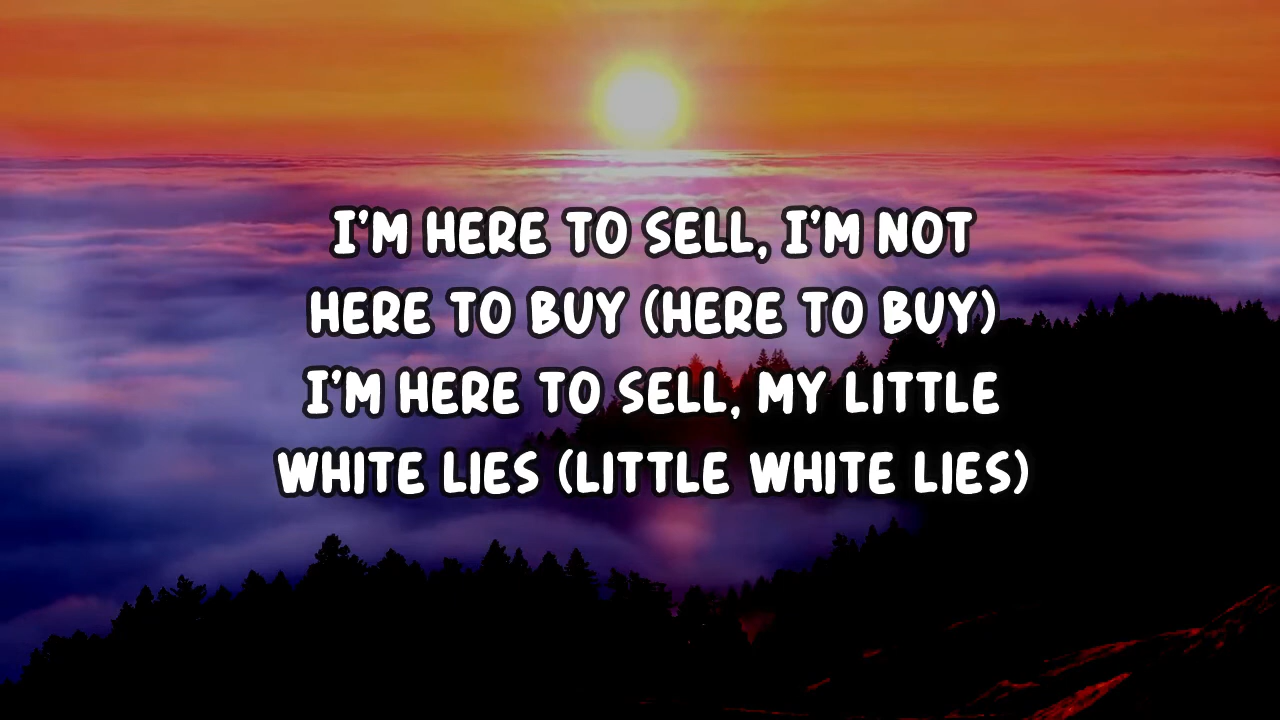 I'M HERE TO SELL, I'M NOT
HERE TO BUY (HERE TO BUY)
I'M HERE TO SELL, MY LITTLE
WHITE LIES (LITTLE WHITE LIES)